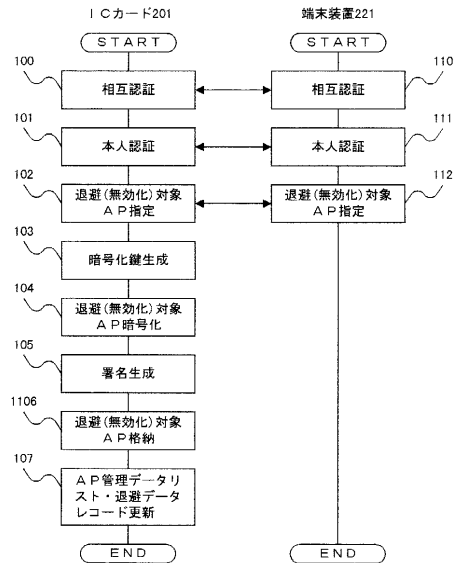 ＩＣカード201
端末装置221
START
START
100
相互認証
110
相互認証
101
本人認証
111
本人認証
102
退避(無効化)対象
ＡＰ指定
112
退避(無効化)対象
ＡＰ指定
103
暗号化鍵生成
104
退避(無効化)対象
ＡＰ暗号化
105
署名生成
1106
退避(無効化)対象
ＡＰ格納
107
ＡＰ管理データリ
スト・退避データ
レコード更新
END
END